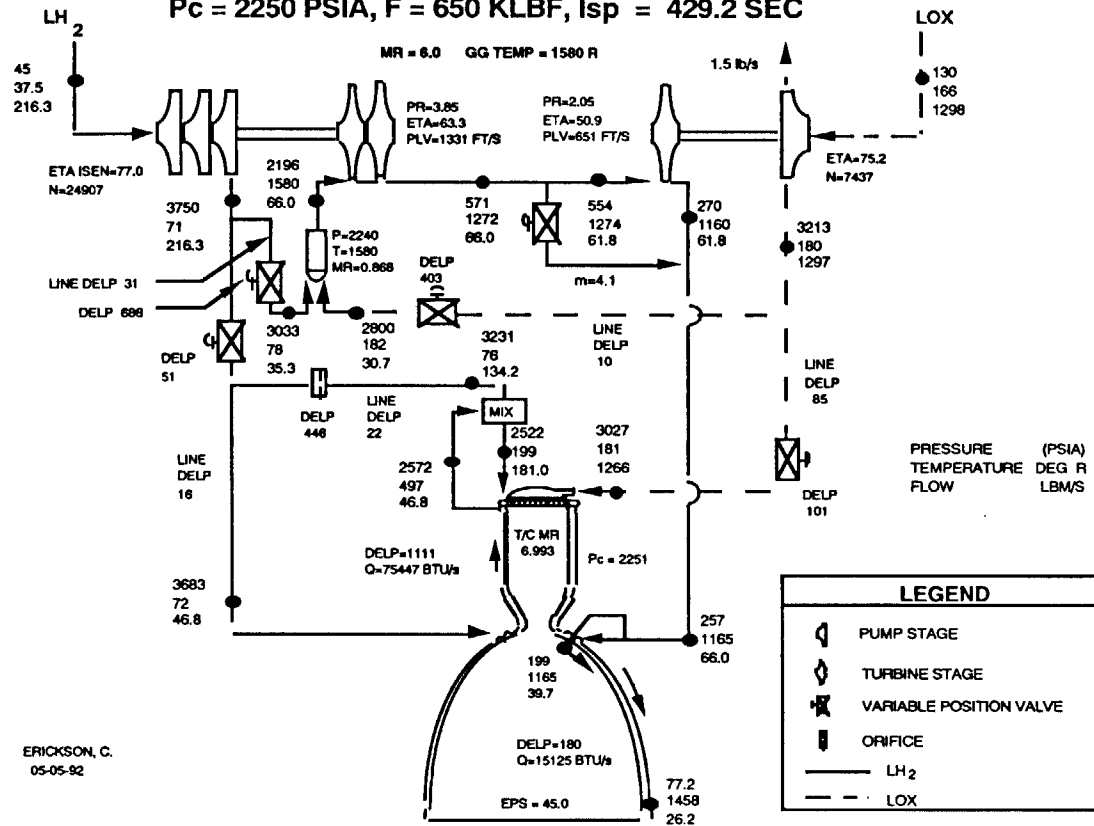 Pc = 2250 PSIA, F = 650 KLBF, Isp = 429.2 SEC
LH2
LOX
MR = 6.0 GG TEMP = 1580 R
1.5 lb/s
45
37.5
216.3
130
166
1298
PR=3.85
ETA=63.3
PLV=1331 FT/S
PR=2.05
ETA=50.9
PLV=651 FT/S
ETA ISEN=77.0
N=24907
ETA=75.2
N=7437
2196
1580
66.0
3750
71
216.3
571
1272
66.0
554
1274
61.8
270
1160
61.8
3213
180
1297
P=2240
T=1580
MR=0.868
DELP
403
m=4.1
LINE DELP 31
DELP 686
3033
78
35.3
2800
182
30.7
LINE
DELP
10
DELP
51
3231
76
134.2
LINE
DELP
85
DELP
446
LINE
DELP
22
MIX
2522
199
181.0
3027
181
1266
2572
497
46.8
LINE
DELP
16
DELP
101
PRESSURE (PSIA)
TEMPERATURE DEG R
FLOW LBM/S
T/C MR
6.993
DELP=1111
Q=75447 BTU/s
Pc = 2251
3683
72
46.8
257
1165
66.0
199
1165
39.7
DELP=180
Q=15125 BTU/s
EPS = 45.0
77.2
1458
26.2
ERICKSON, C.
05-05-92
LEGEND
PUMP STAGE
TURBINE STAGE
VARIABLE POSITION VALVE
ORIFICE
LH2
LOX